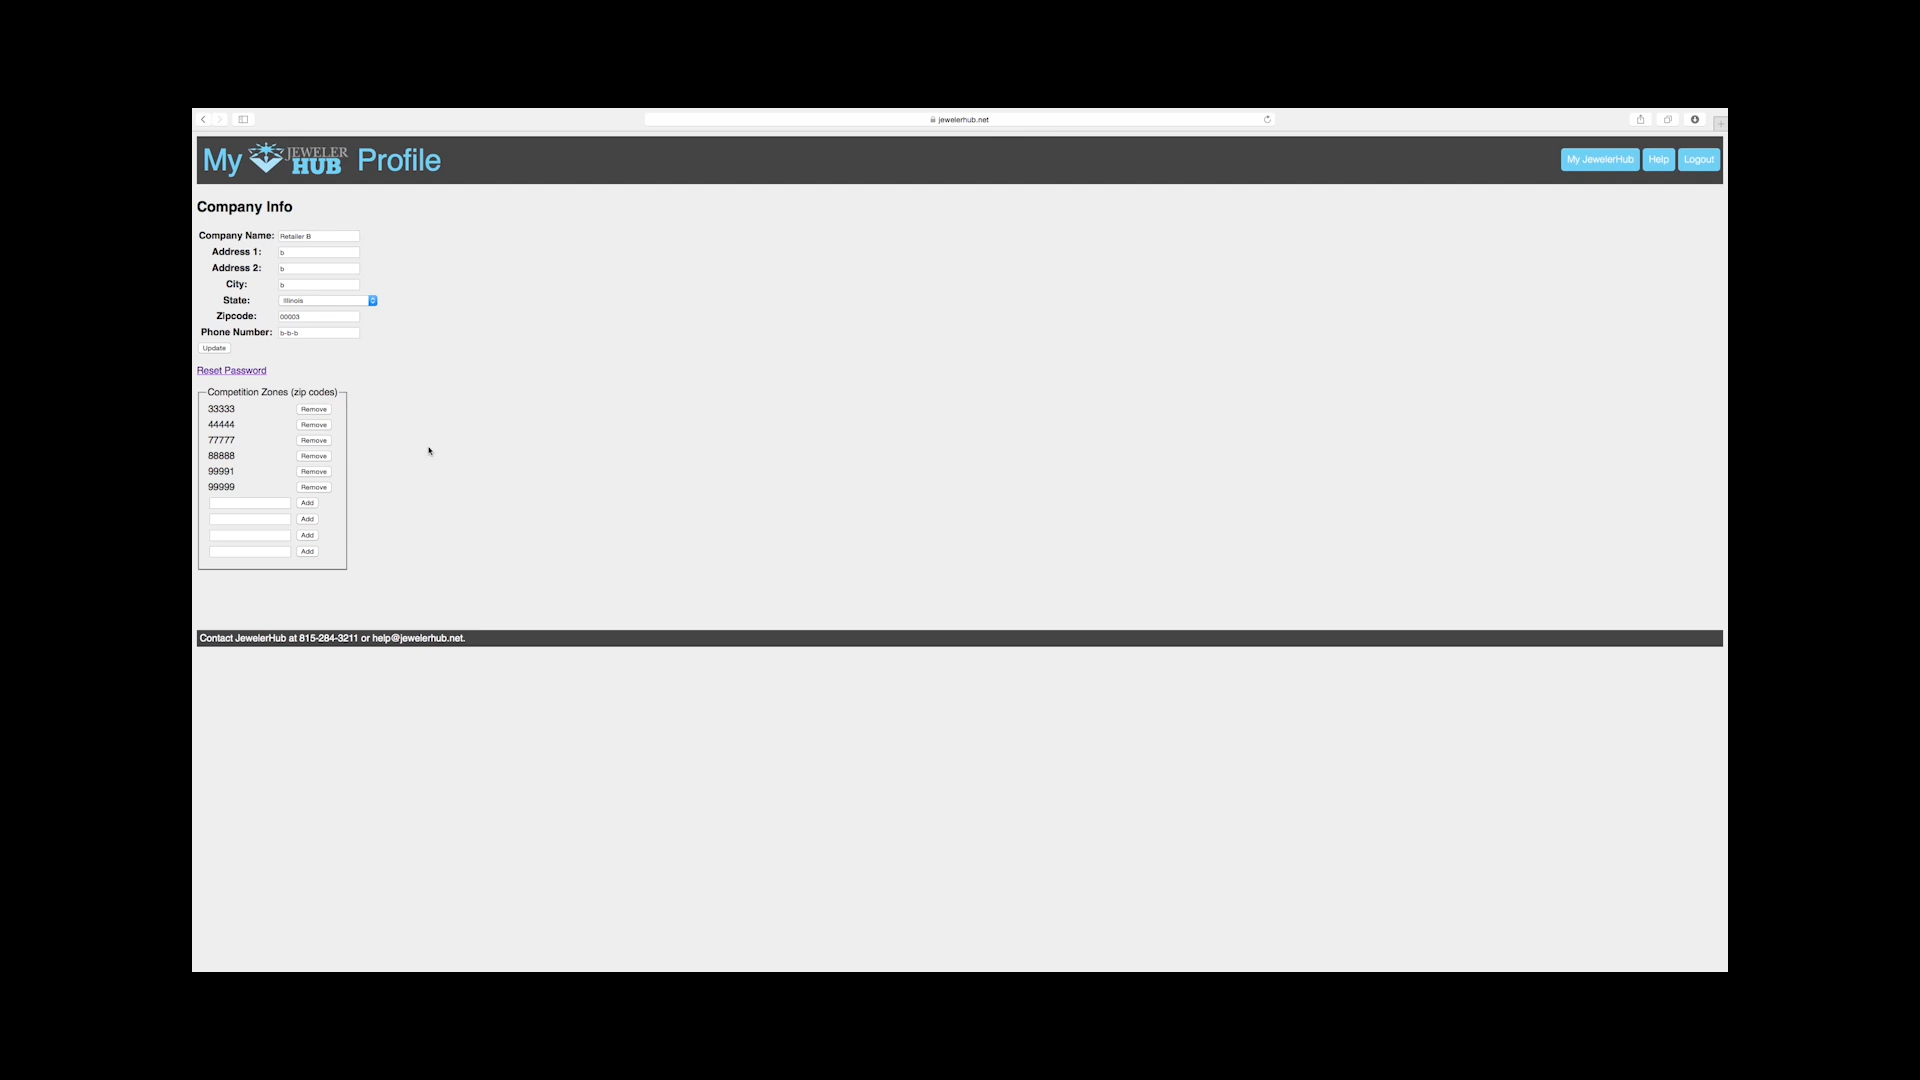 jewelerhub.net
My JEWELER HUB Profile
My JewelerHub Help Logout
Company Info
Company Name: Retailer B
Address 1: b
Address 2: b
City: b
State: Illinois
Zipcode: 00003
Phone Number: b-b-b
Update
Reset Password
Competition Zones (zip codes)
33333 Remove
44444 Remove
77777 Remove
88888 Remove
99991 Remove
99999 Remove
Add
Add
Add
Add
Contact JewelerHub at 815-284-3211 or help@jewelerhub.net.